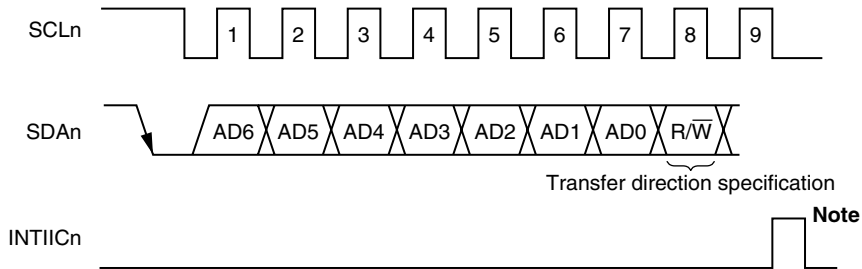 SCLn 1 2 3 4 5 6 7 8 9
SDAn AD6 AD5 AD4 AD3 AD2 AD1 AD0 R/W̅
Transfer direction specification
Note
INTIICn